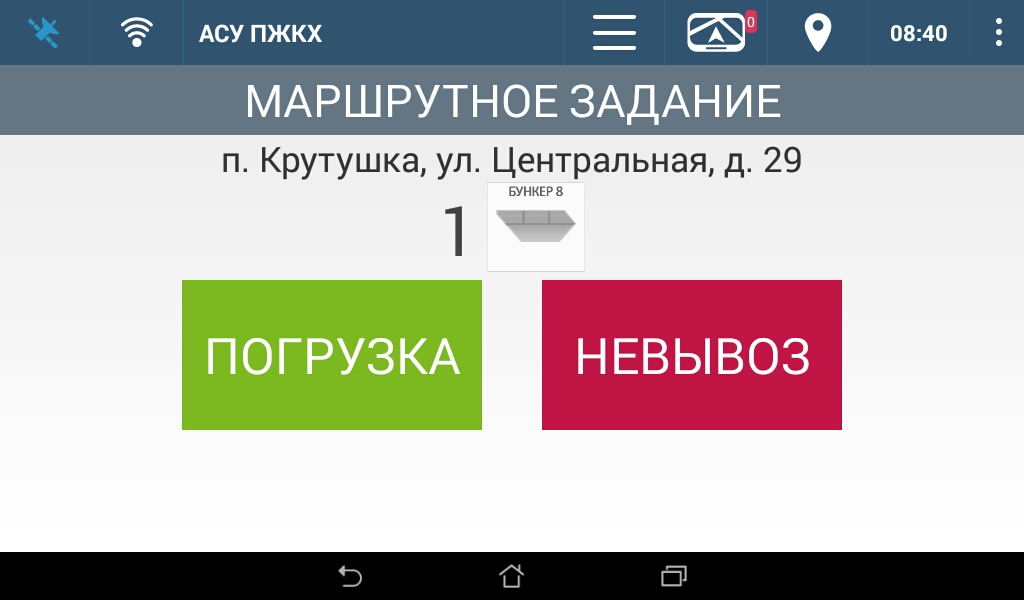 АСУ ПЖКХ
0
08:40
МАРШРУТНОЕ ЗАДАНИЕ
п. Крутушка, ул. Центральная, д. 29
1
БУНКЕР 8
ПОГРУЗКА
НЕВЫВОЗ